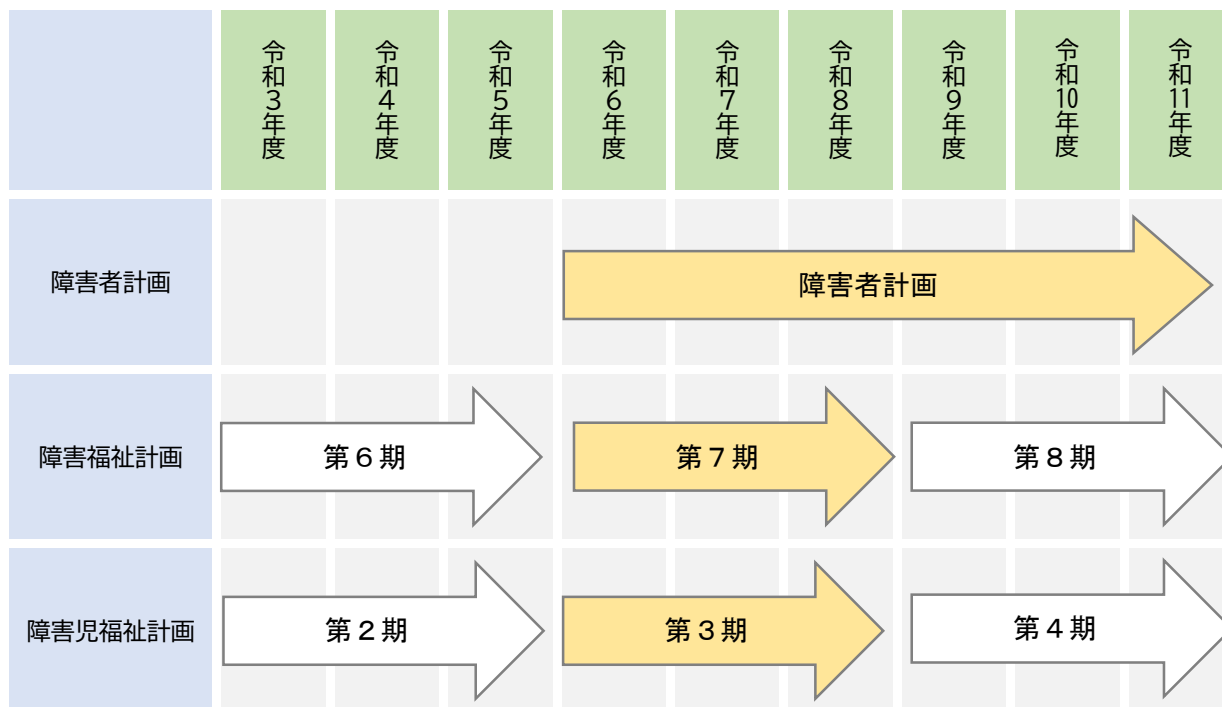 令和3年度
令和4年度
令和5年度
令和6年度
令和7年度
令和8年度
令和9年度
令和10年度
令和11年度
障害者計画
障害者計画
障害福祉計画
第６期
第７期
第８期
障害児福祉計画
第２期
第３期
第４期